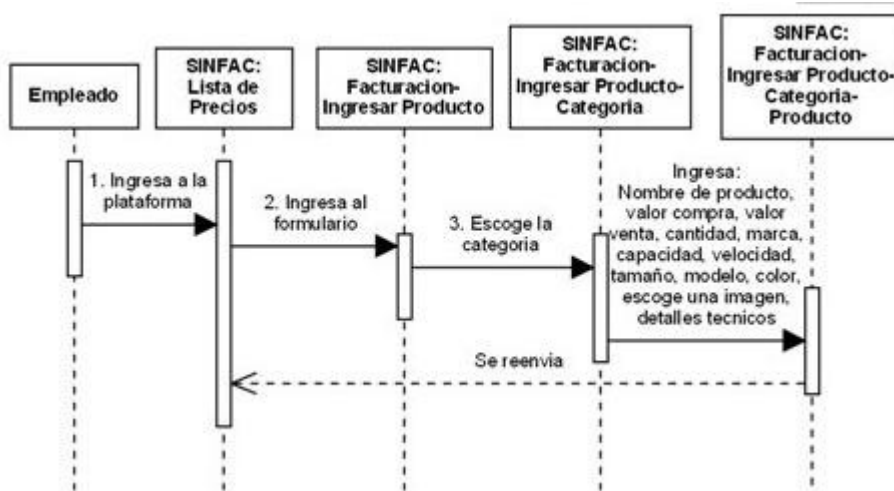 Empleado
SINFAC:
Lista de
Precios
SINFAC:
Facturacion-
Ingresar Producto
SINFAC:
Facturacion-
Ingresar Producto-
Categoria
SINFAC:
Facturacion-
Ingresar Producto-
Categoria-
Producto
1. Ingresa a la
plataforma
2. Ingresa al
formulario
3. Escoge la
categoria
Ingresa:
Nombre de producto,
valor compra, valor
venta, cantidad, marca,
capacidad, velocidad,
tamaño, modelo, color,
escoge una imagen,
detalles tecnicos
Se reenvia